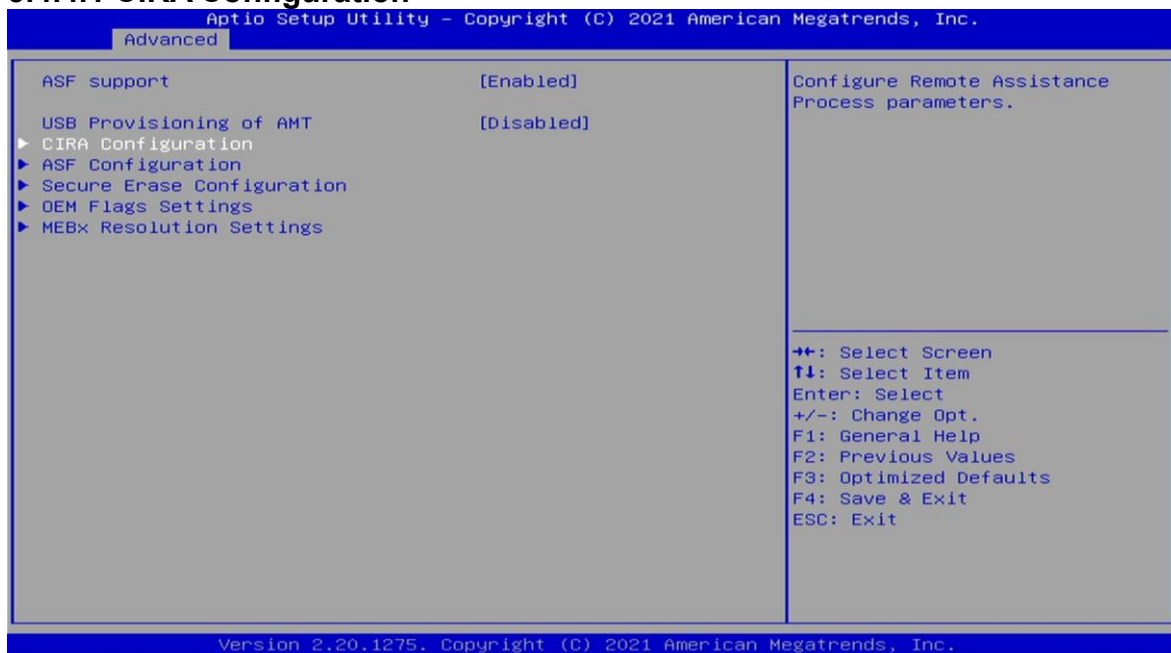 Aptio Setup Utility – Copyright (C) 2021 American Megatrends, Inc.
Advanced
ASF support [Enabled]
USB Provisioning of AMT [Disabled]
► CIRA Configuration
► ASF Configuration
► Secure Erase Configuration
► OEM Flags Settings
► MEBx Resolution Settings
Configure Remote Assistance
Process parameters.
→←: Select Screen
↑↓: Select Item
Enter: Select
+/-: Change Opt.
F1: General Help
F2: Previous Values
F3: Optimized Defaults
F4: Save & Exit
ESC: Exit
Version 2.20.1275. Copyright (C) 2021 American Megatrends, Inc.